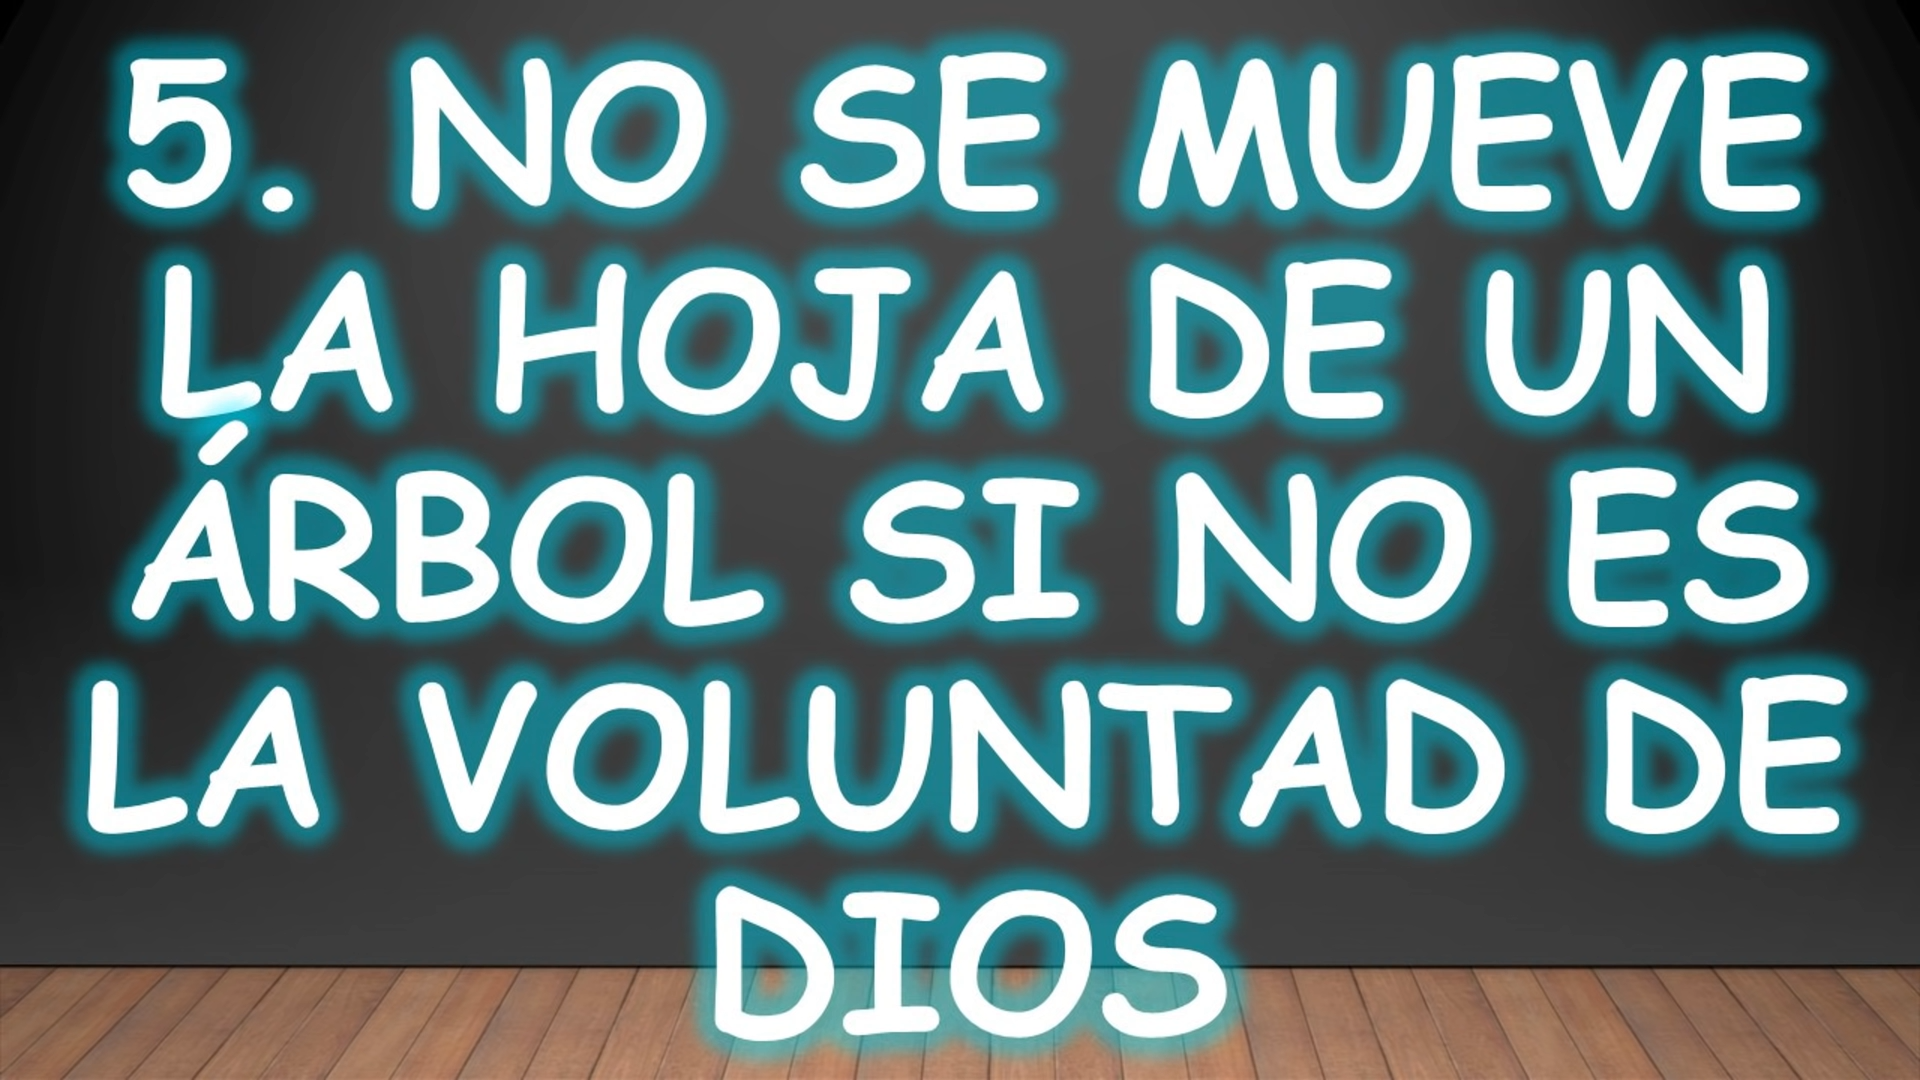 5. NO SE MUEVE
LA HOJA DE UN
ÁRBOL SI NO ES
LA VOLUNTAD DE
DIOS